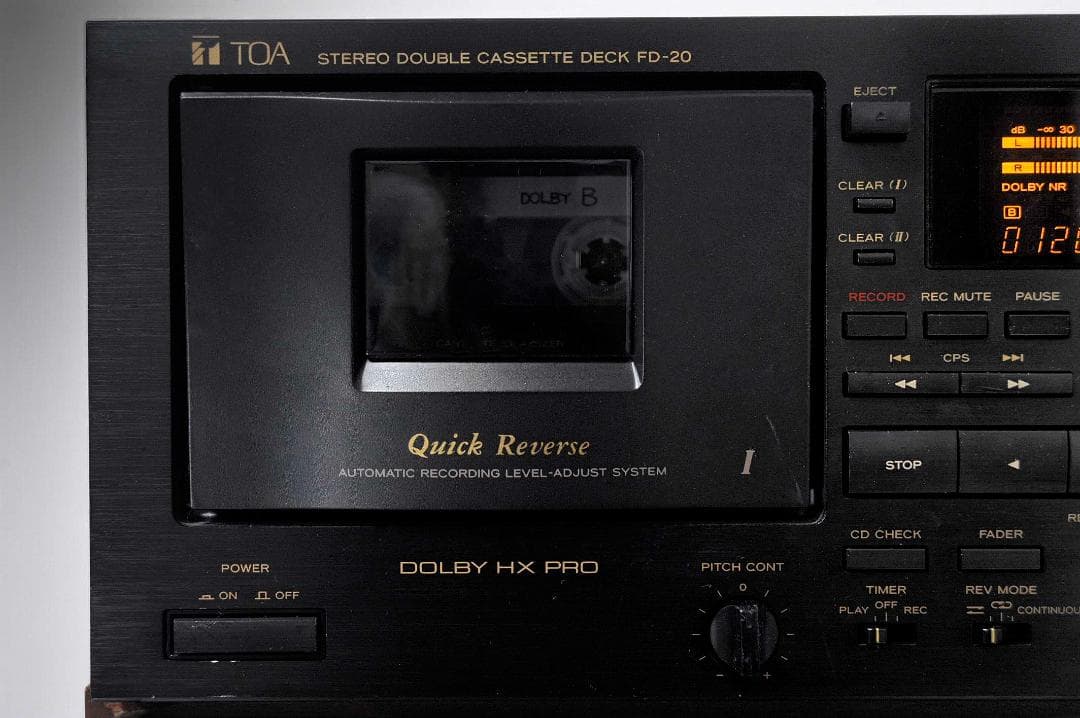 TOA STEREO DOUBLE CASSETTE DECK FD-20
EJECT
dB -∞ 30
L
R
DOLBY NR
B
DOLBY B
CLEAR (I)
CLEAR (II)
RECORD REC MUTE PAUSE
CPS
Quick Reverse
AUTOMATIC RECORDING LEVEL-ADJUST SYSTEM
I
STOP
CD CHECK FADER
POWER
ON OFF
DOLBY HX PRO
PITCH CONT
0
- +
TIMER
PLAY OFF REC
REV MODE